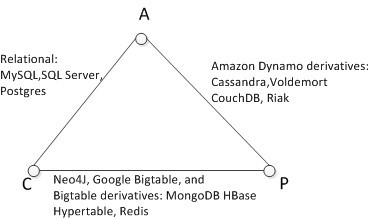 A
Relational:
MySQL,SQL Server,
Postgres
Amazon Dynamo derivatives:
Cassandra,Voldemort
CouchDB, Riak
C
Neo4J, Google Bigtable, and
Bigtable derivatives: MongoDB HBase
Hypertable, Redis
P